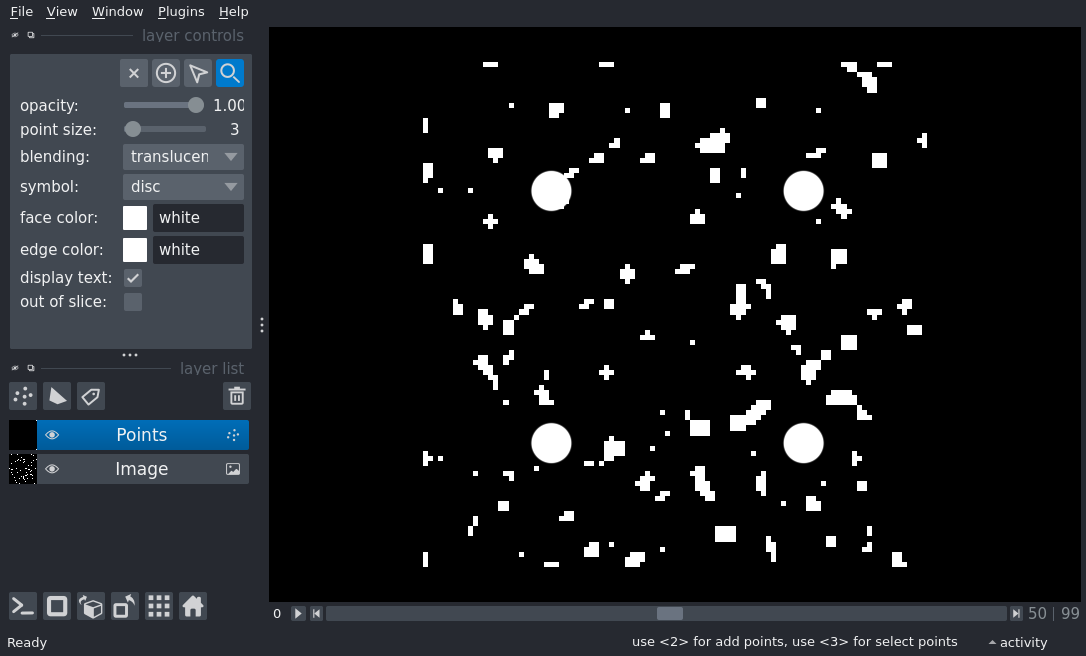 File View Window Plugins Help
layer controls
opacity: 1.00
point size: 3
blending: translucen
symbol: disc
face color: white
edge color: white
display text:
out of slice:
layer list
Points
Image
0 50 | 99
Ready use <2> for add points, use <3> for select points activity